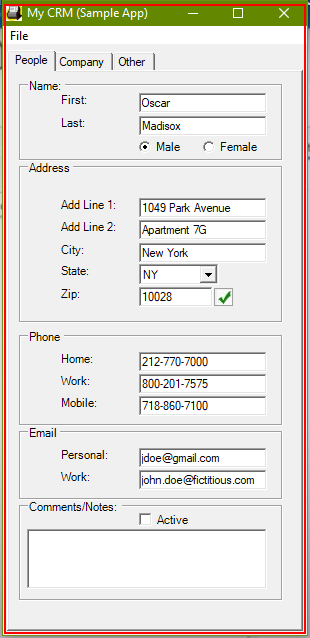 My CRM (Sample App)
File
People Company Other
Name:
First: Oscar
Last: Madisox
Male Female
Address
Add Line 1: 1049 Park Avenue
Add Line 2: Apartment 7G
City: New York
State: NY
Zip: 10028
Phone
Home: 212-770-7000
Work: 800-201-7575
Mobile: 718-860-7100
Email
Personal: jdoe@gmail.com
Work: john.doe@fictitious.com
Comments/Notes:
Active